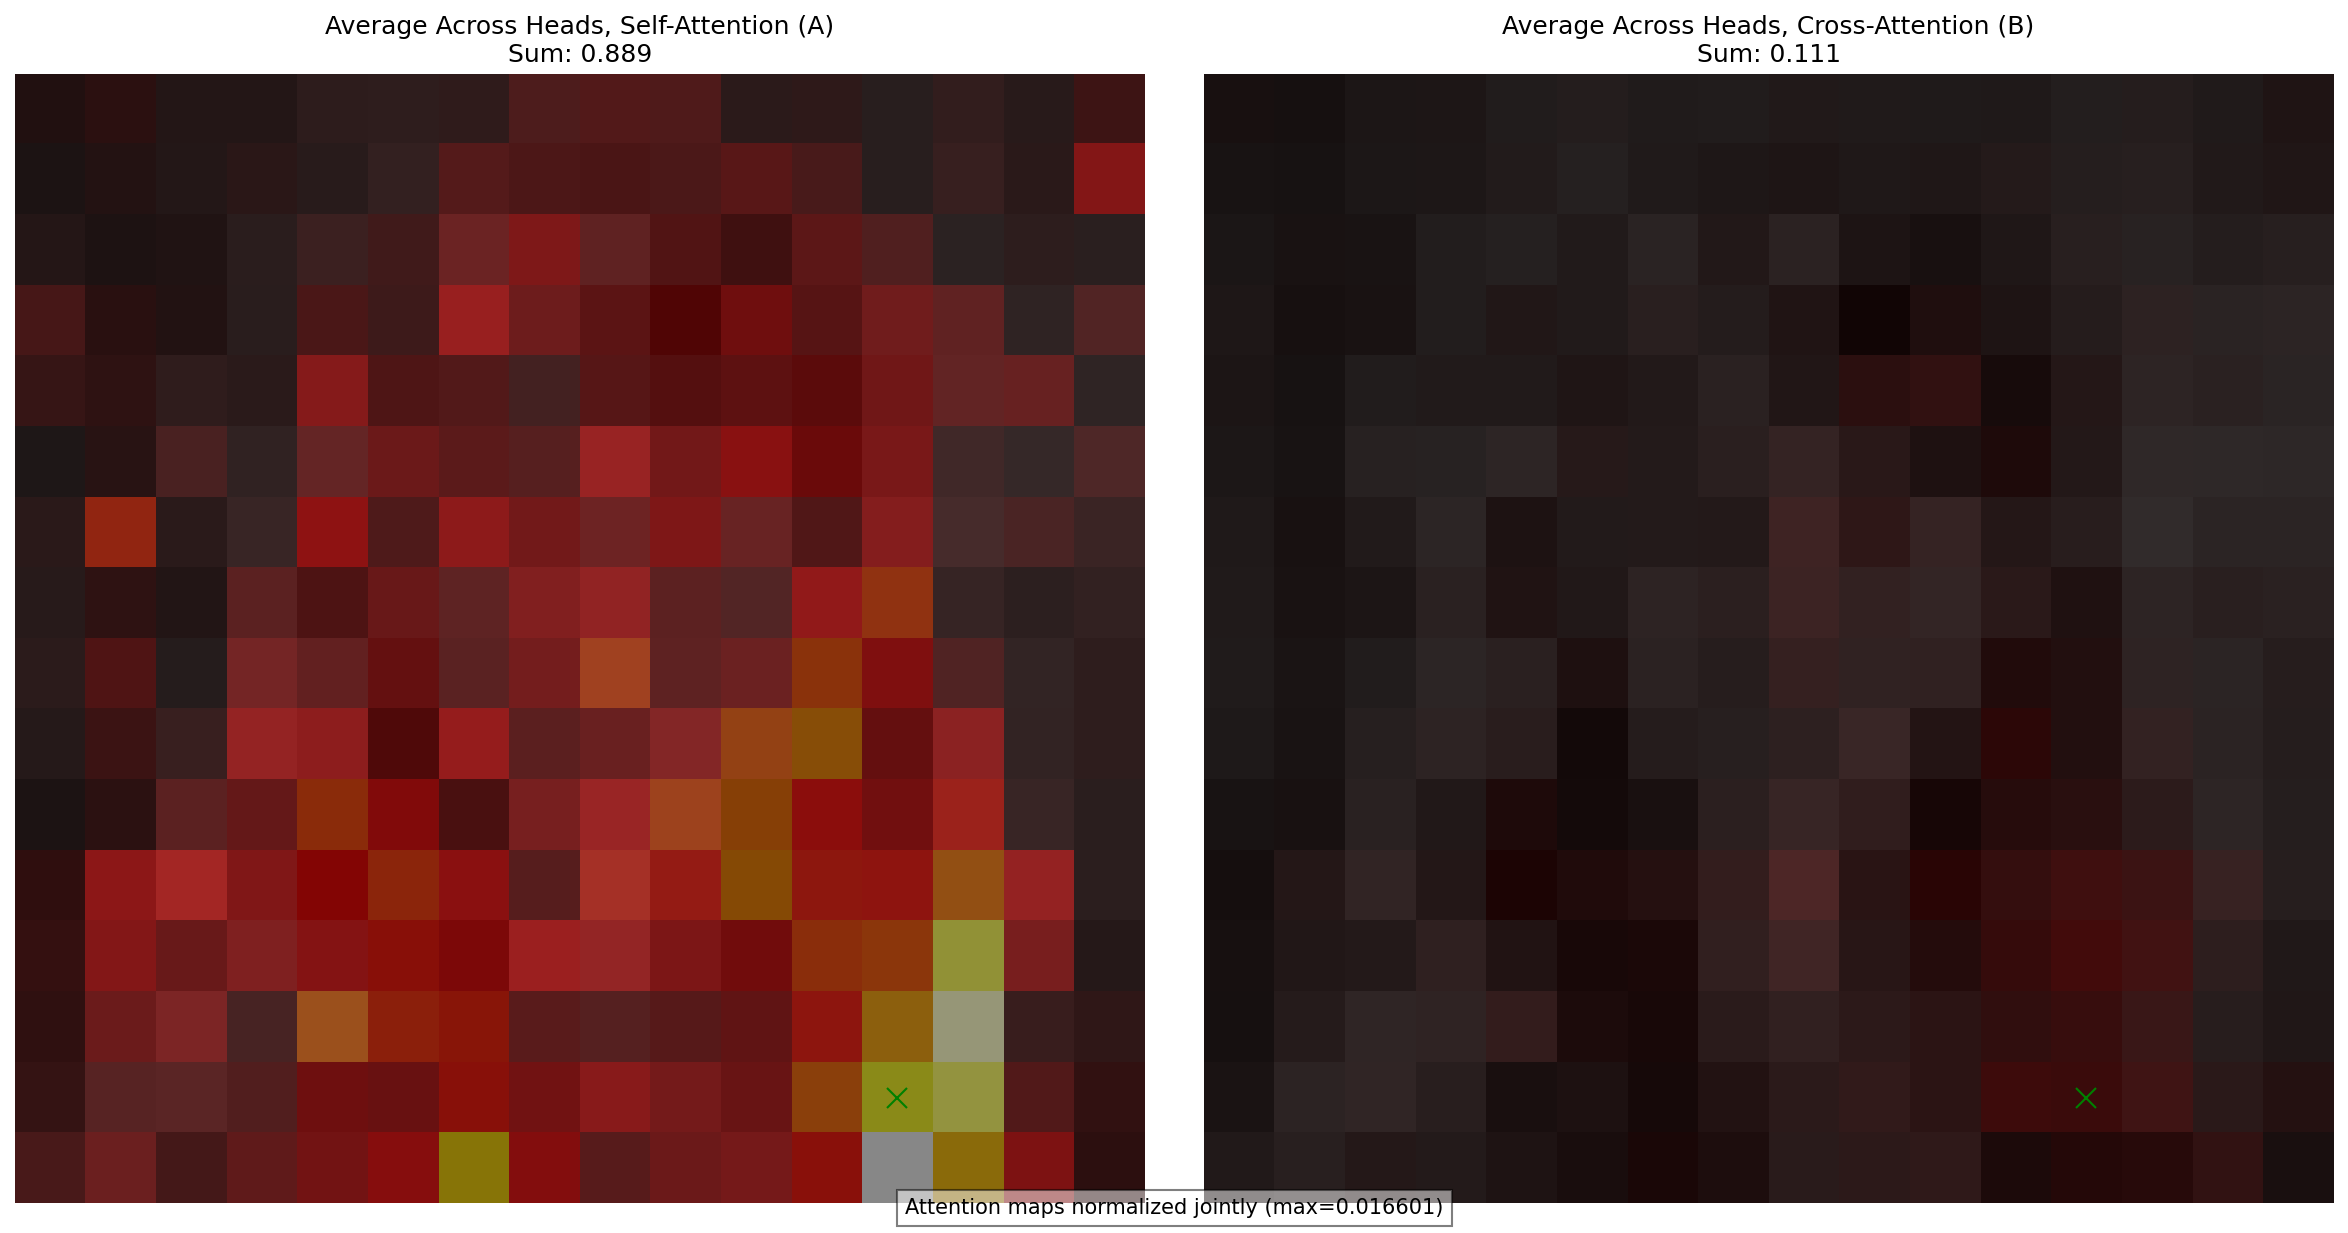 Average Across Heads, Self-Attention (A)
Sum: 0.889
Average Across Heads, Cross-Attention (B)
Sum: 0.111
Attention maps normalized jointly (max=0.016601)